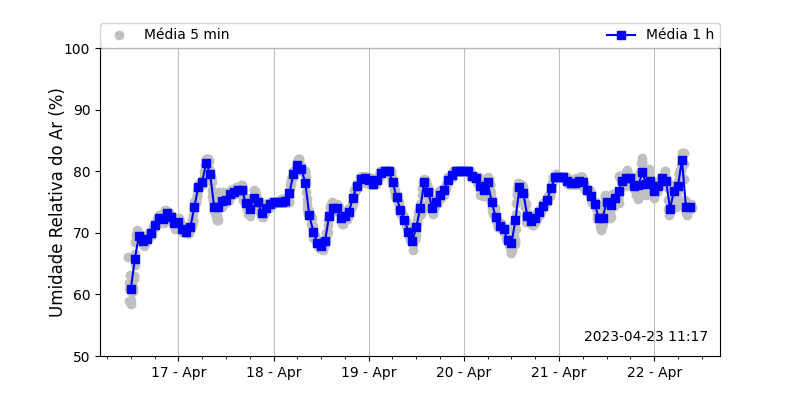 Média 5 min
Média 1 h
Umidade Relativa do Ar (%)
100
90
80
70
60
50
2023-04-23 11:17
17 - Apr
18 - Apr
19 - Apr
20 - Apr
21 - Apr
22 - Apr